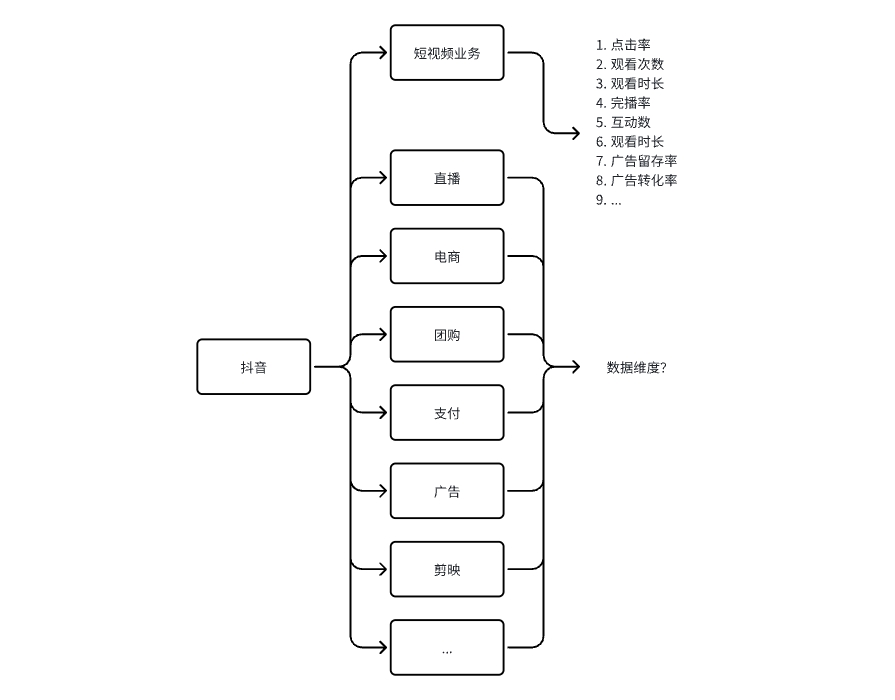 短视频业务
1. 点击率
2. 观看次数
3. 观看时长
4. 完播率
5. 互动数
6. 观看时长
7. 广告留存率
8. 广告转化率
9. ...
直播
电商
团购
抖音
数据维度?
支付
广告
剪映
...